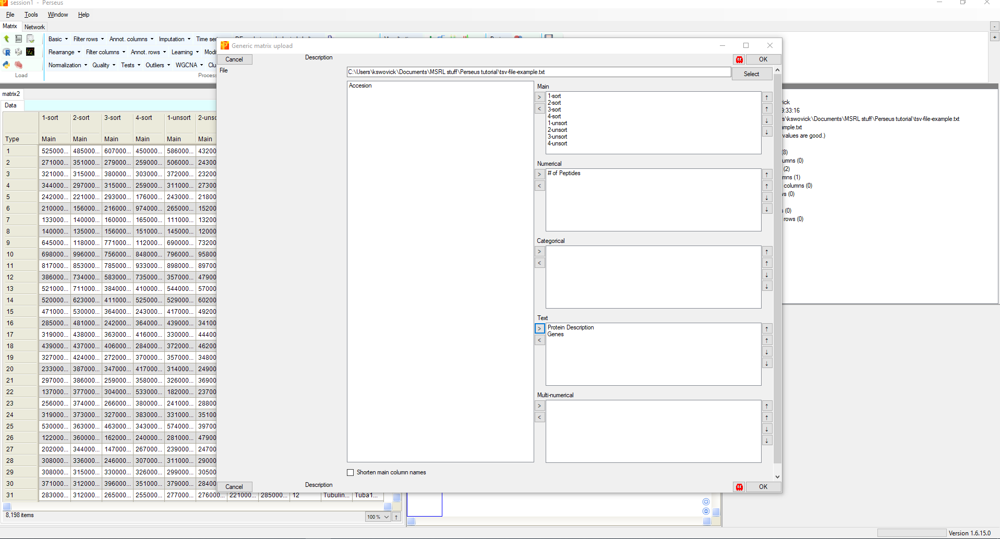 session1 - Perseus
File Tools Window Help
Matrix Network
Basic Filter rows Annot. columns Imputation Time ser
Rearrange Filter columns Annot. rows Learning Modi
Normalization Quality Tests Outliers WGCNA Clu
Load Proces
Generic matrix upload
Cancel Description OK
File C:\Users\kswovick\Documents\MSRL stuff\Perseus tutorial\tsv-file-example.txt Select
Accesion
Main
1-sort
2-sort
3-sort
4-sort
1-unsort
2-unsort
3-unsort
4-unsort
Numerical
# of Peptides
Categorical
Text
Protein Description
Genes
Multi-numerical
Shorten main column names
Cancel Description OK
matrix2
Data
1-sort 2-sort 3-sort 4-sort 1-unsort 2-unso
Type Main Main Main Main Main Main
1 525000... 485000... 607000... 450000... 586000... 43200
2 271000... 351000... 279000... 259000... 506000... 24300
3 321000... 315000... 380000... 303000... 372000... 23200
4 344000... 297000... 315000... 259000... 311000... 27300
5 242000... 221000... 293000... 176000... 243000... 21800
6 210000... 156000... 216000... 974000... 265000... 15200
7 133000... 140000... 160000... 165000... 111000... 13200
8 140000... 135000... 156000... 151000... 145000... 12000
9 645000... 118000... 771000... 112000... 690000... 73200
10 698000... 996000... 756000... 848000... 796000... 95800
11 817000... 853000... 785000... 933000... 898000... 89700
12 386000... 734000... 583000... 735000... 357000... 47900
13 521000... 711000... 384000... 410000... 544000... 57000
14 520000... 623000... 411000... 525000... 529000... 60200
15 471000... 530000... 364000... 243000... 417000... 49200
16 285000... 481000... 242000... 364000... 439000... 34100
17 319000... 438000... 363000... 416000... 330000... 44400
18 439000... 437000... 406000... 284000... 372000... 46200
19 327000... 424000... 272000... 370000... 357000... 34800
20 233000... 387000... 347000... 417000... 314000... 24900
21 297000... 386000... 259000... 358000... 326000... 36900
22 137000... 377000... 304000... 533000... 182000... 23700
23 256000... 374000... 266000... 380000... 241000... 28800
24 319000... 373000... 327000... 383000... 331000... 35100
25 530000... 363000... 463000... 343000... 574000... 39700
26 122000... 360000... 162000... 240000... 281000... 47900
27 202000... 344000... 147000... 267000... 239000... 24700
28 308000... 336000... 246000... 307000... 311000... 29000
29 308000... 315000... 330000... 326000... 299000... 30500
30 371000... 312000... 396000... 351000... 379000... 28400
31 283000... 312000... 265000... 255000... 277000... 276000... 221000... 285000... 12 Tubulin... Tuba1...
8,198 items 100 %
vick
9:33:16
rs\kswovick\Documents\MSRL stuff\Perseus tutorial\tsv-file-example.txt
ample.txt
values are good.)
(8)
umns (0)
(2)
mns (1)
columns (0)
ws (0)
s (0)
rows (0)
Version 1.6.15.0